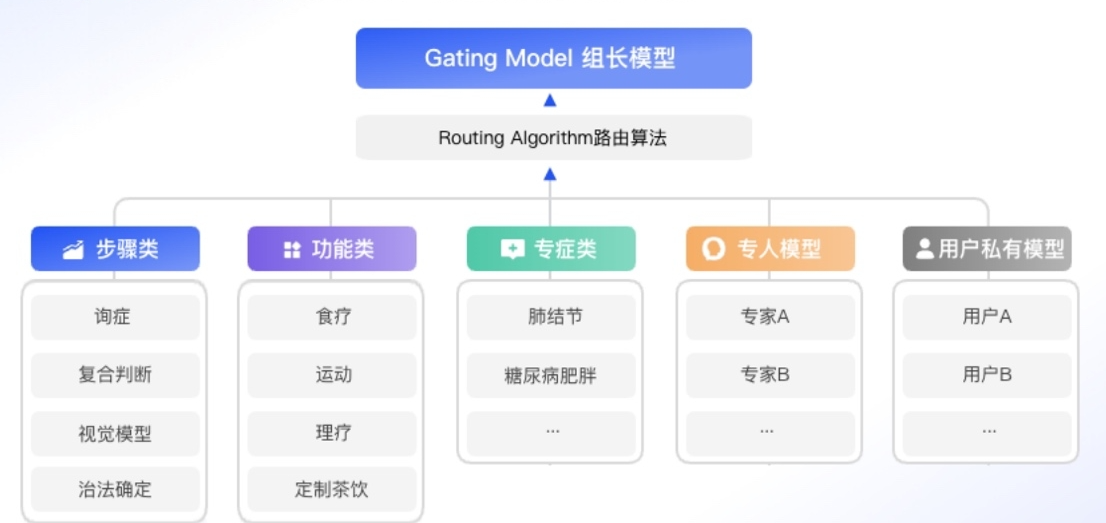 Gating Model 组长模型
Routing Algorithm路由算法
步骤类
询症
复合判断
视觉模型
治法确定
功能类
食疗
运动
理疗
定制茶饮
专症类
肺结节
糖尿病肥胖
...
专人模型
专家A
专家B
...
用户私有模型
用户A
用户B
...